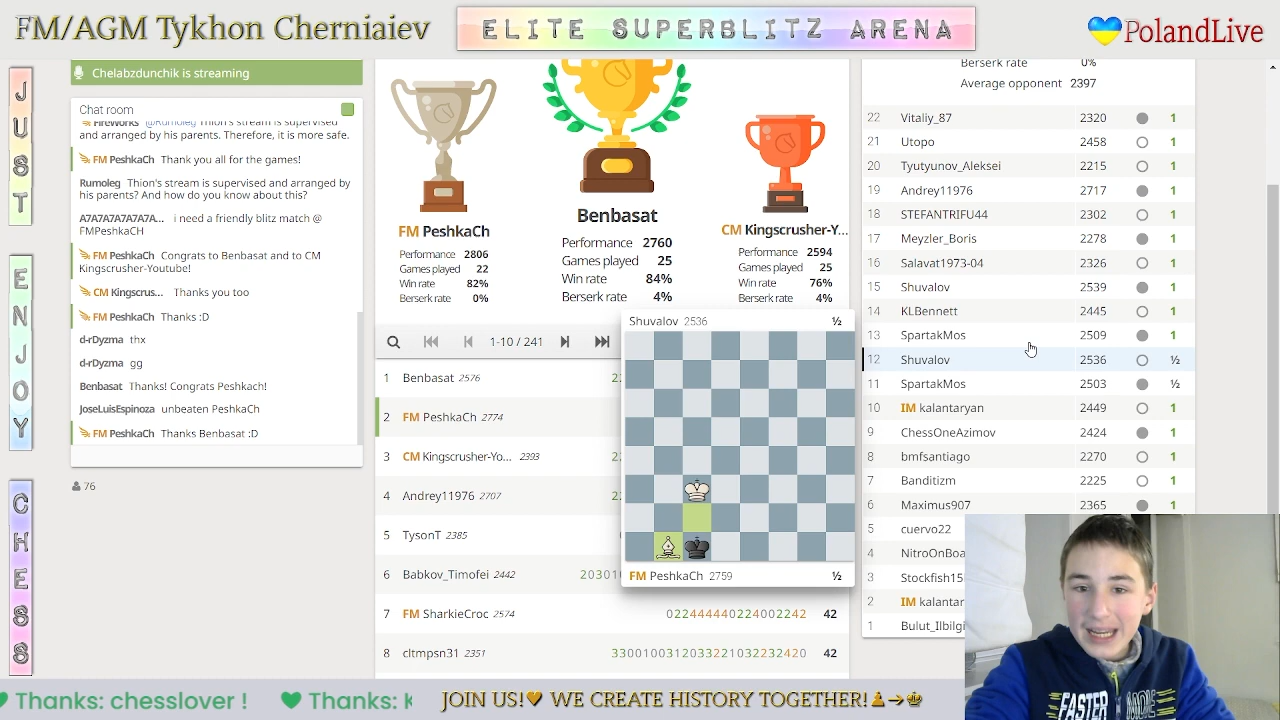 FM/AGM Tykhon Cherniaiev
ELITE SUPERBLITZ ARENA
PolandLive
JUST
ENJOY
CHESS
Chelabzdunchik is streaming
Chat room
Fireworks @Rumoleg Thion's stream is supervised
and arranged by his parents. Therefore, it is more safe.
FM PeshkaCh Thank you all for the games!
Rumoleg Thion's stream is supervised and arranged by
his parents? And how do you know about this?
A7A7A7A7A7A7A... i need a friendly blitz match @
FMPeshkaCH
FM PeshkaCh Congrats to Benbasat and to CM
Kingscrusher-Youtube!
CM Kingscrus... Thanks you too
FM PeshkaCh Thanks :D
d-rDyzma thx
d-rDyzma gg
Benbasat Thanks! Congrats Peshkach!
JoseLuisEspinoza unbeaten PeshkaCh
FM PeshkaCh Thanks Benbasat :D
76
FM PeshkaCh
Performance 2806
Games played 22
Win rate 82%
Berserk rate 0%
Benbasat
Performance 2760
Games played 25
Win rate 84%
Berserk rate 4%
CM Kingscrusher-Y...
Performance 2594
Games played 25
Win rate 76%
Berserk rate 4%
1-10 / 241
1 Benbasat 2576
2 FM PeshkaCh 2774
3 CM Kingscrusher-Yo... 2393
4 Andrey11976 2707
5 TysonT 2385
6 Babkov_Timofei 2442 20301
7 FM SharkieCroc 2574 022444440224002242 42
8 cltmpsn31 2351 3300100312033221032232420 42
Shuvalov 2536 ½
FM PeshkaCh 2759 ½
Berserk rate 0%
Average opponent 2397
22 Vitaliy_87 2320 1
21 Utopo 2458 1
20 Tyutyunov_Aleksei 2215 1
19 Andrey11976 2717 1
18 STEFANTRIFU44 2302 1
17 Meyzler_Boris 2278 1
16 Salavat1973-04 2326 1
15 Shuvalov 2539 1
14 KLBennett 2445 1
13 SpartakMos 2509 1
12 Shuvalov 2536 ½
11 SpartakMos 2503 ½
10 IM kalantaryan 2449 1
9 ChessOneAzimov 2424 1
8 bmfsantiago 2270 1
7 Banditizm 2225 1
6 Maximus907 2365 1
5 cuervo22
4 NitroOnBoa
3 Stockfish15
2 IM kalantar
1 Bulut_Ilbilgi
FASTER
MORE
Thanks: chesslover !
Thanks:
JOIN US! WE CREATE HISTORY TOGETHER!